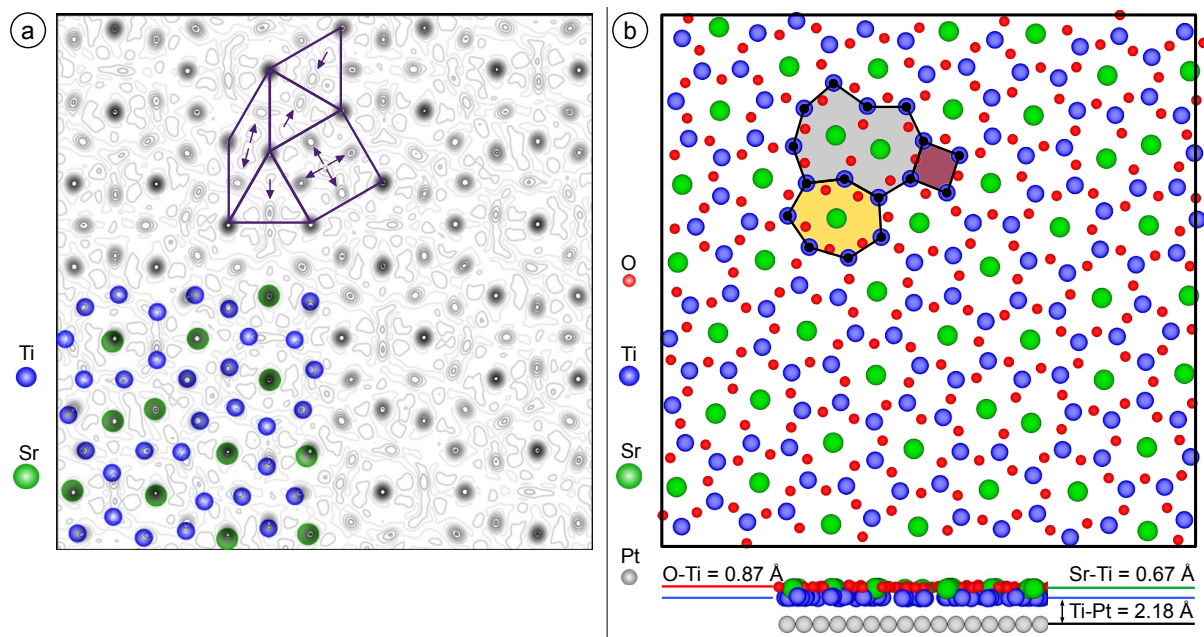 a
Ti
Sr
b
O
Ti
Sr
Pt
O-Ti = 0.87 Å
Sr-Ti = 0.67 Å
Ti-Pt = 2.18 Å